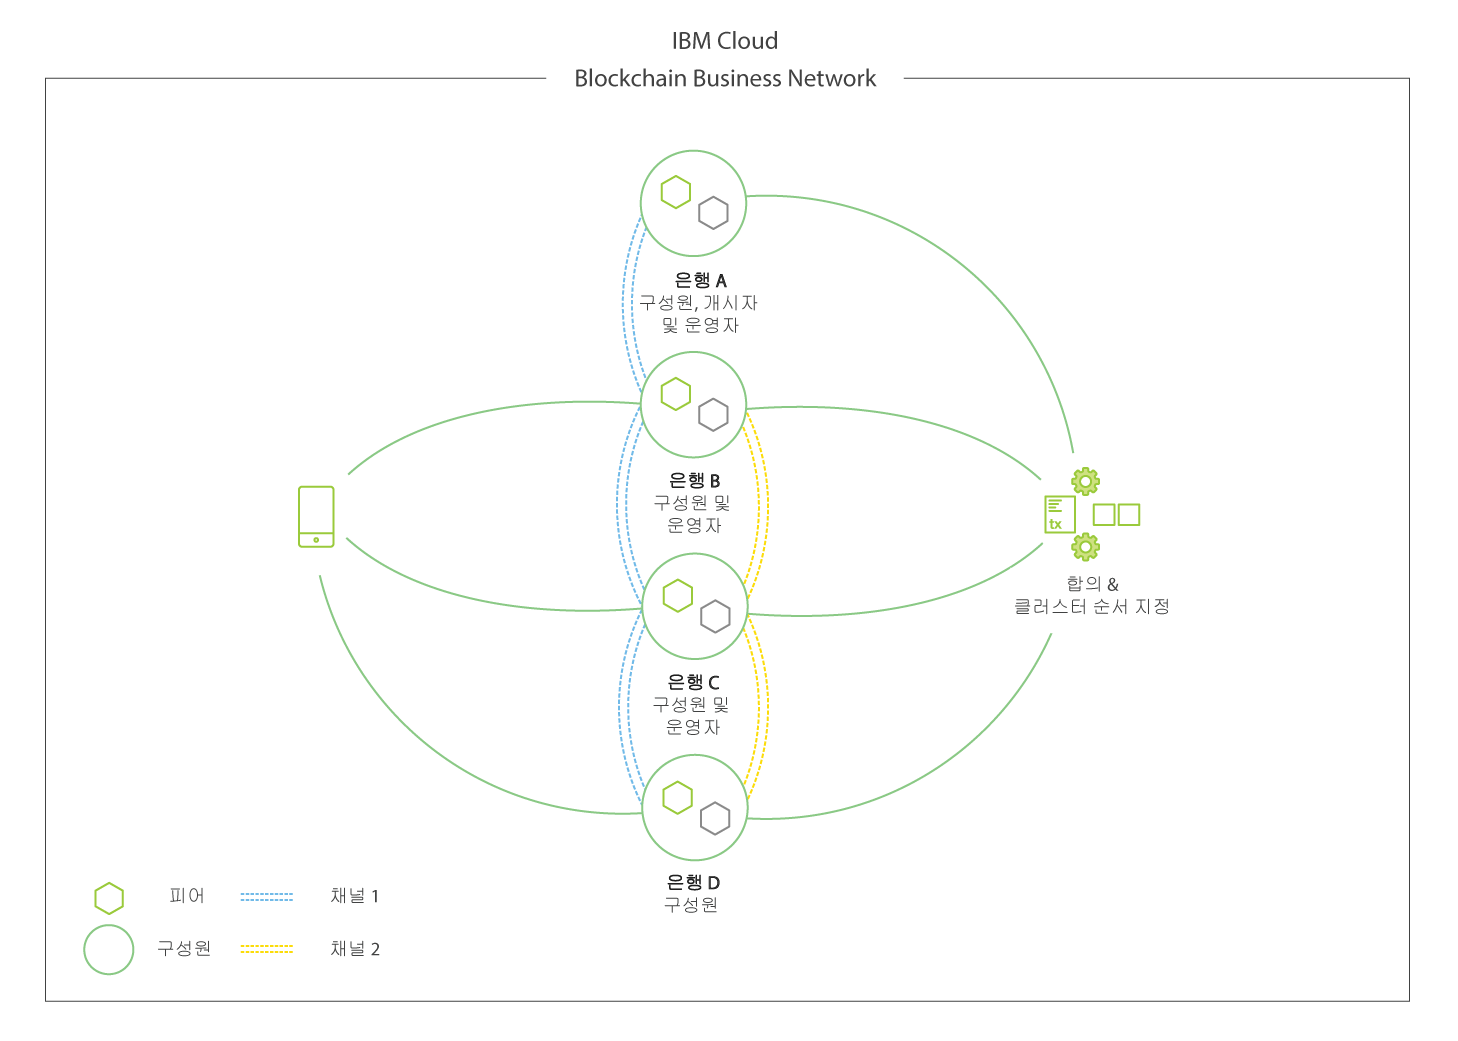 IBM Cloud
Blockchain Business Network
은행 A
구성원, 개시자
및 운영자
은행 B
구성원 및
운영자
tx
합의 &
클러스터 순서 지정
은행 C
구성원 및
운영자
은행 D
구성원
피어
채널 1
구성원
채널 2